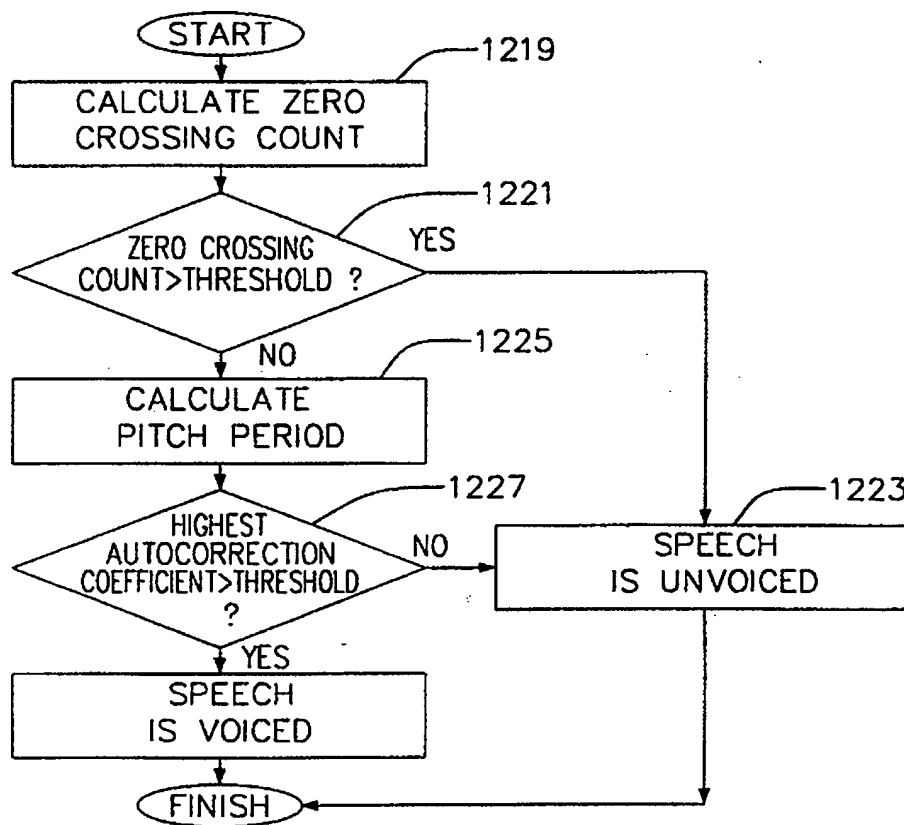 START
1219
CALCULATE ZERO
CROSSING COUNT
1221
ZERO CROSSING
COUNT>THRESHOLD ?
YES
NO
1225
CALCULATE
PITCH PERIOD
1227
HIGHEST
AUTOCORRECTION
COEFFICIENT>THRESHOLD
?
NO
1223
SPEECH
IS UNVOICED
YES
SPEECH
IS VOICED
FINISH